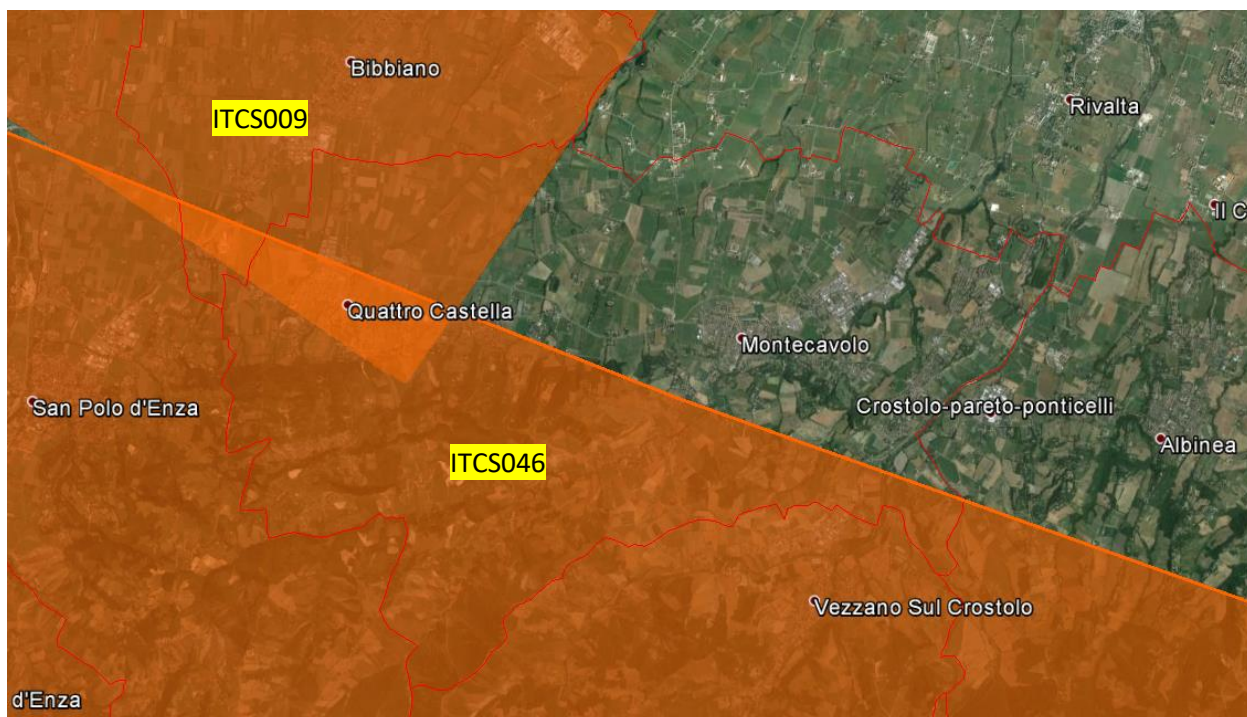 Bibbiano
Rivalta
ITCS009
Il C
Quattro Castella
Montecavolo
San Polo d'Enza
Crostolo-pareto-ponticelli
Albinea
ITCS046
Vezzano Sul Crostolo
d'Enza